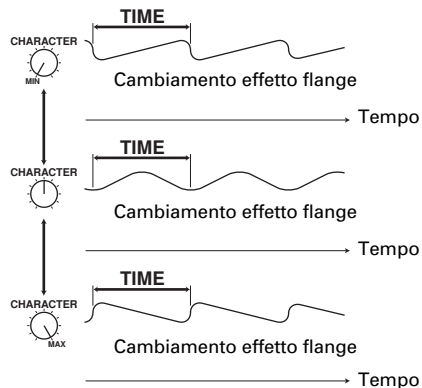 TIME
CHARACTER
MIN
Cambiamento effetto flange
Tempo
TIME
CHARACTER
Cambiamento effetto flange
Tempo
TIME
CHARACTER
MAX
Cambiamento effetto flange
Tempo